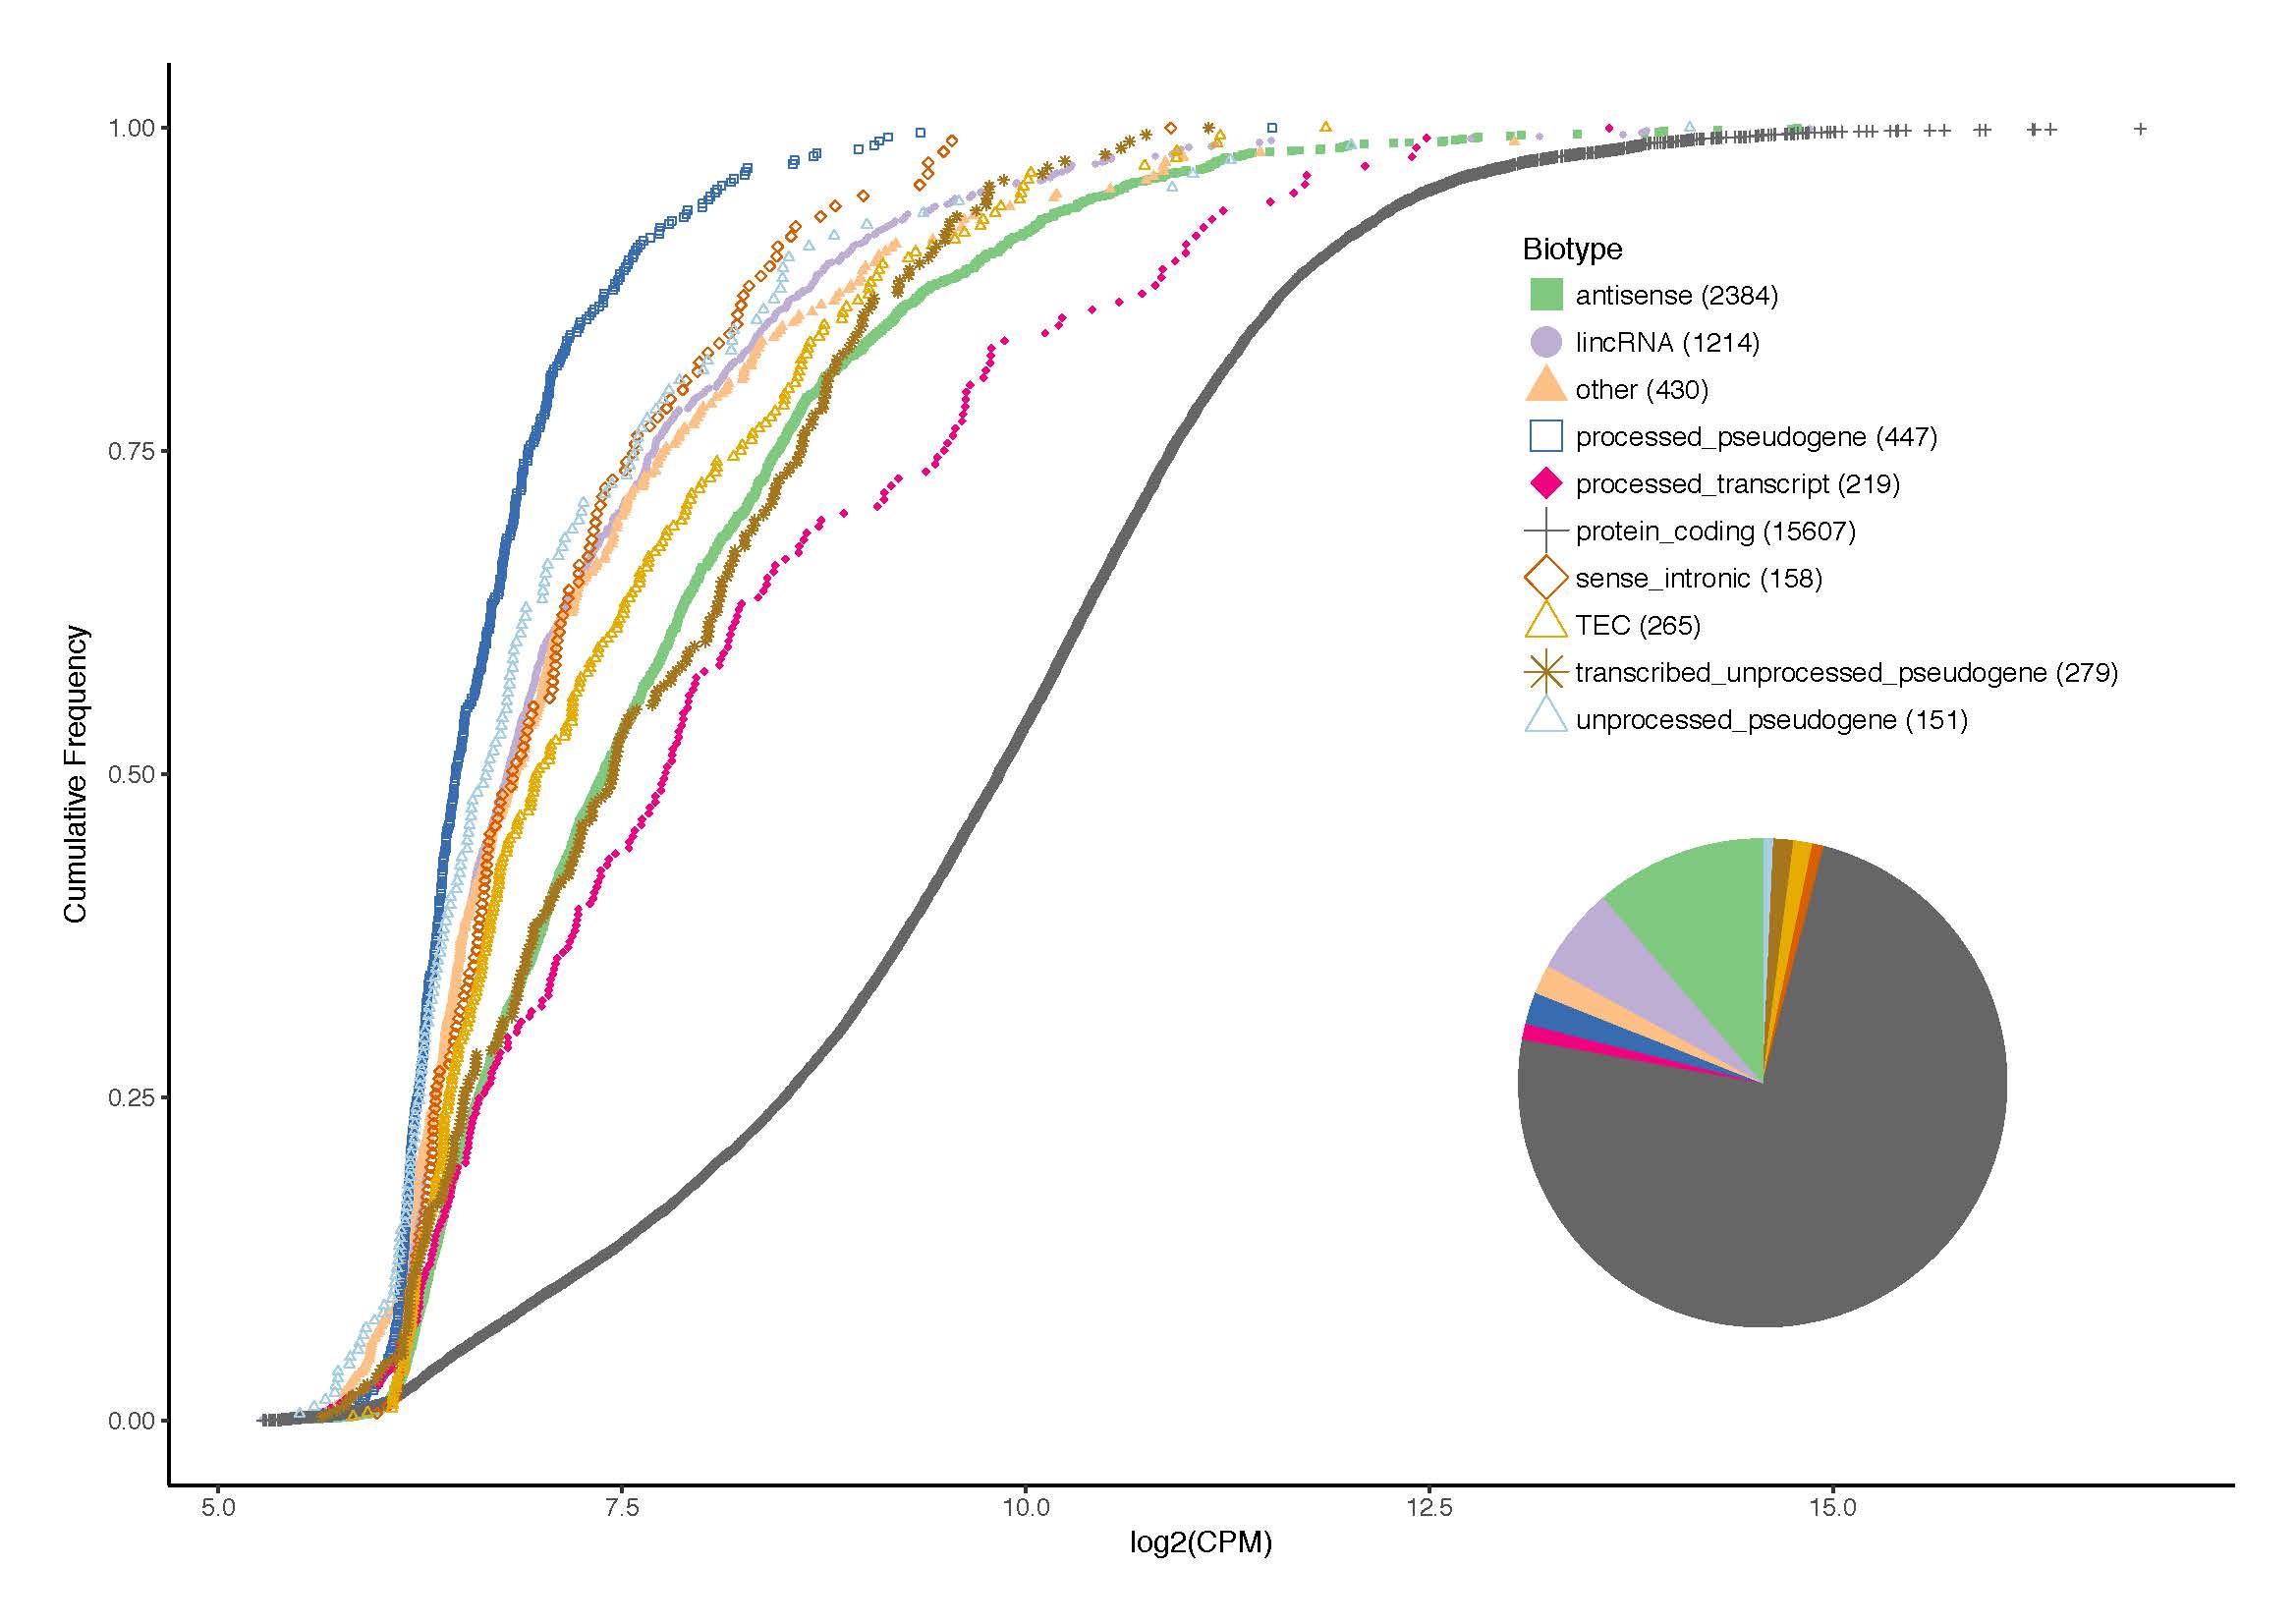 1.00
0.75
0.50
0.25
0.00
Cumulative Frequency
5.0
7.5
10.0
12.5
15.0
log2(CPM)
Biotype
antisense (2384)
lincRNA (1214)
other (430)
processed_pseudogene (447)
processed_transcript (219)
protein_coding (15607)
sense_intronic (158)
TEC (265)
transcribed_unprocessed_pseudogene (279)
unprocessed_pseudogene (151)